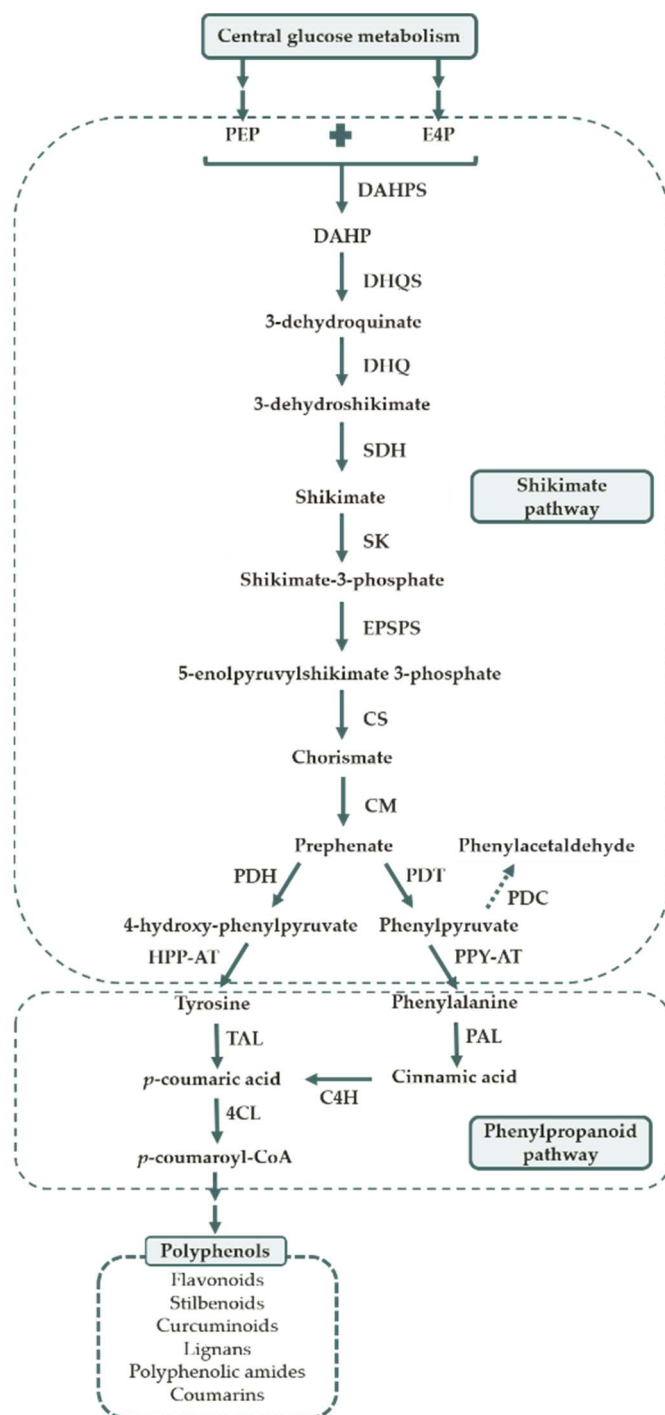 Central glucose metabolism
PEP
E4P
DAHPS
DAHP
DHQS
3-dehydroquinate
DHQ
3-dehydroshikimate
SDH
Shikimate
pathway
Shikimate
SK
Shikimate-3-phosphate
EPSPS
5-enolpyruvylshikimate 3-phosphate
CS
Chorismate
CM
Prephenate
Phenylacetaldehyde
PDH
PDT
PDC
4-hydroxy-phenylpyruvate
Phenylpyruvate
HPP-AT
PPY-AT
Tyrosine
Phenylalanine
TAL
PAL
p-coumaric acid
C4H
Cinnamic acid
4CL
p-coumaroyl-CoA
Phenylpropanoid
pathway
Polyphenols
Flavonoids
Stilbenoids
Curcuminoids
Lignans
Polyphenolic amides
Coumarins